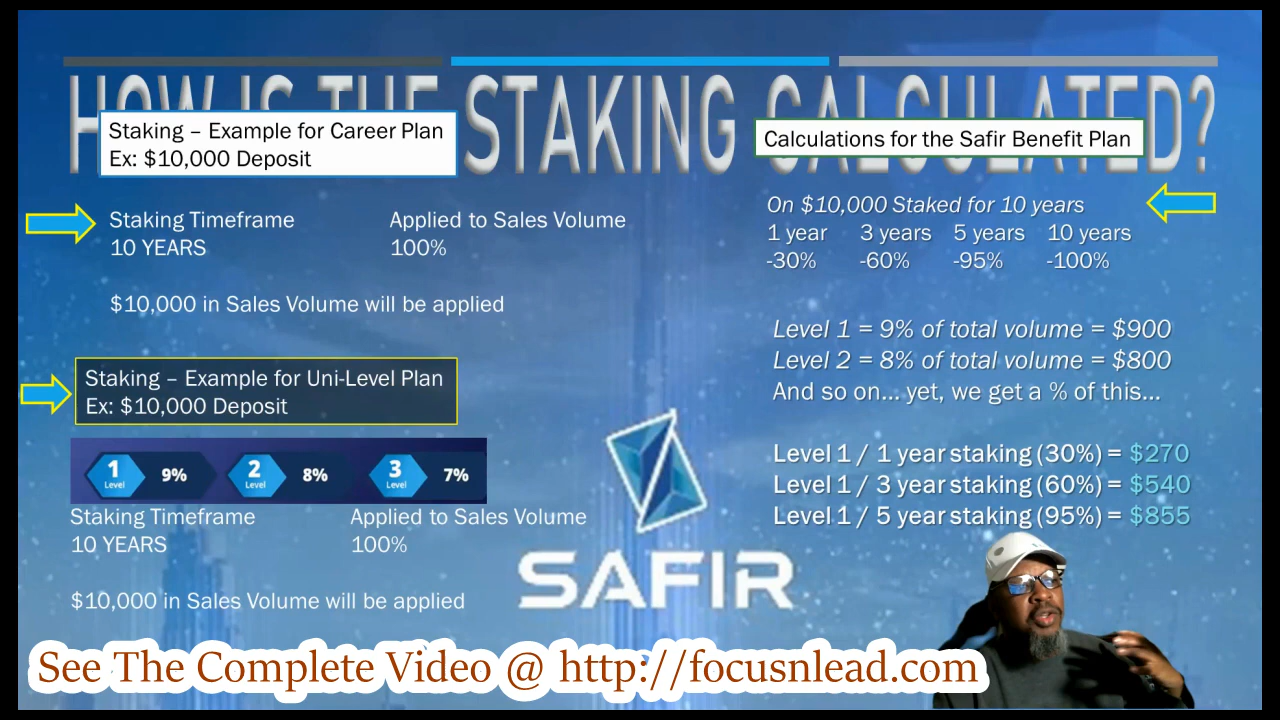 HOW IS THE STAKING CALCULATED?
Staking – Example for Career Plan
Ex: $10,000 Deposit
Calculations for the Safir Benefit Plan
Staking Timeframe Applied to Sales Volume
10 YEARS 100%
$10,000 in Sales Volume will be applied
On $10,000 Staked for 10 years
1 year 3 years 5 years 10 years
-30% -60% -95% -100%
Level 1 = 9% of total volume = $900
Level 2 = 8% of total volume = $800
And so on... yet, we get a % of this...
Staking – Example for Uni-Level Plan
Ex: $10,000 Deposit
1 Level 9% 2 Level 8% 3 Level 7%
Staking Timeframe Applied to Sales Volume
10 YEARS 100%
$10,000 in Sales Volume will be applied
Level 1 / 1 year staking (30%) = $270
Level 1 / 3 year staking (60%) = $540
Level 1 / 5 year staking (95%) = $855
SAFIR
See The Complete Video @ http://focusnlead.com